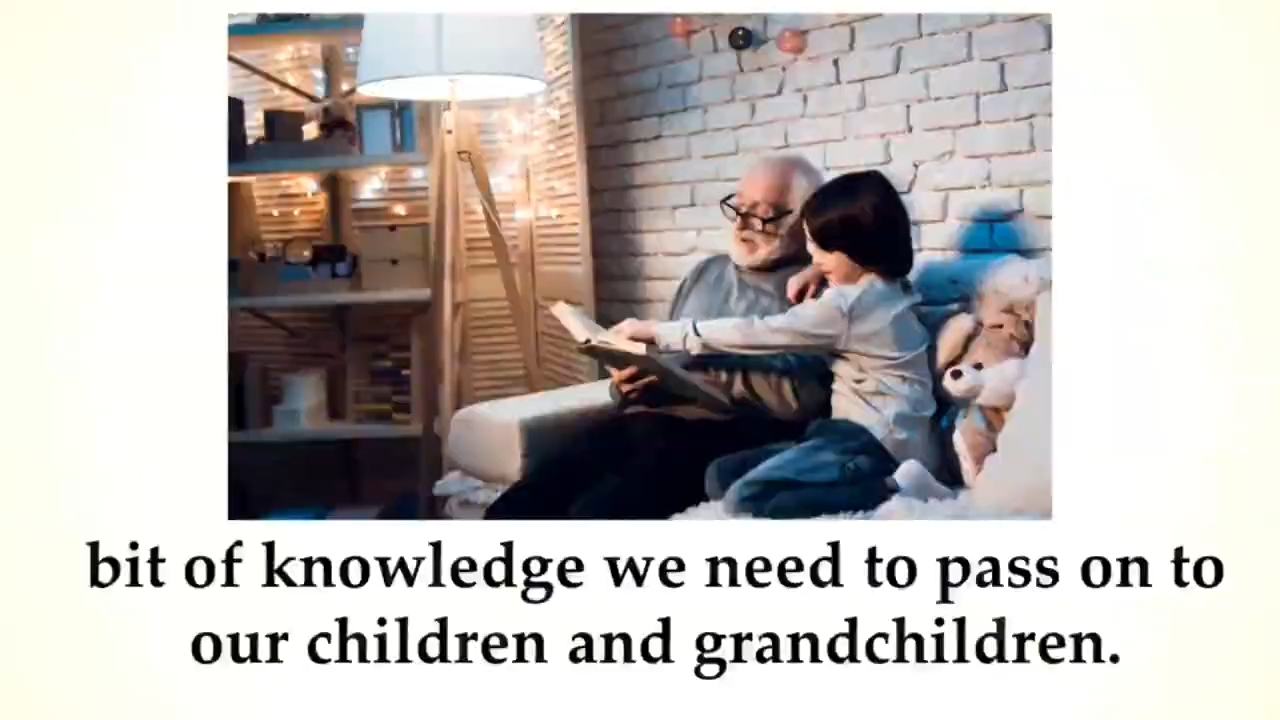 bit of knowledge we need to pass on to
our children and grandchildren.